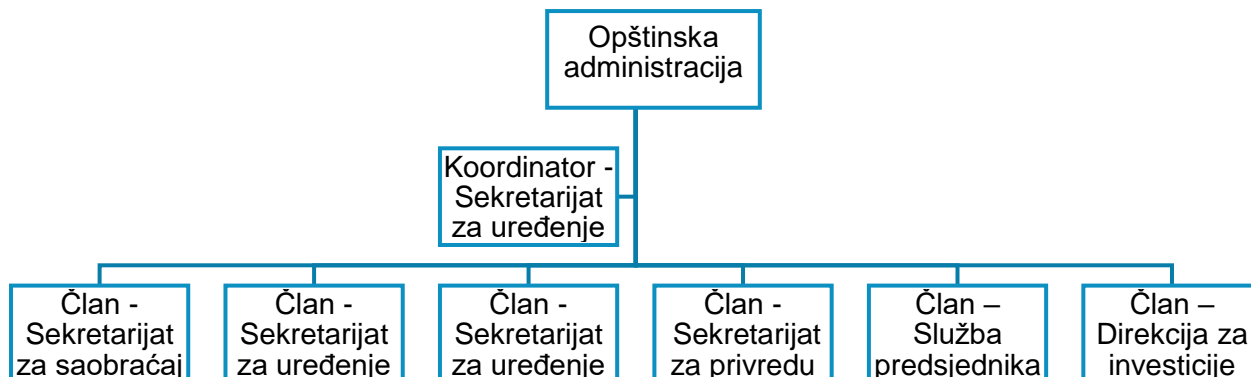 Opštinska
administracija
Koordinator -
Sekretarijat
za uređenje
Član -
Sekretarijat
za saobraćaj
Član -
Sekretarijat
za uređenje
Član -
Sekretarijat
za uređenje
Član -
Sekretarijat
za privredu
Član –
Služba
predsjednika
Član –
Direkcija za
investicije